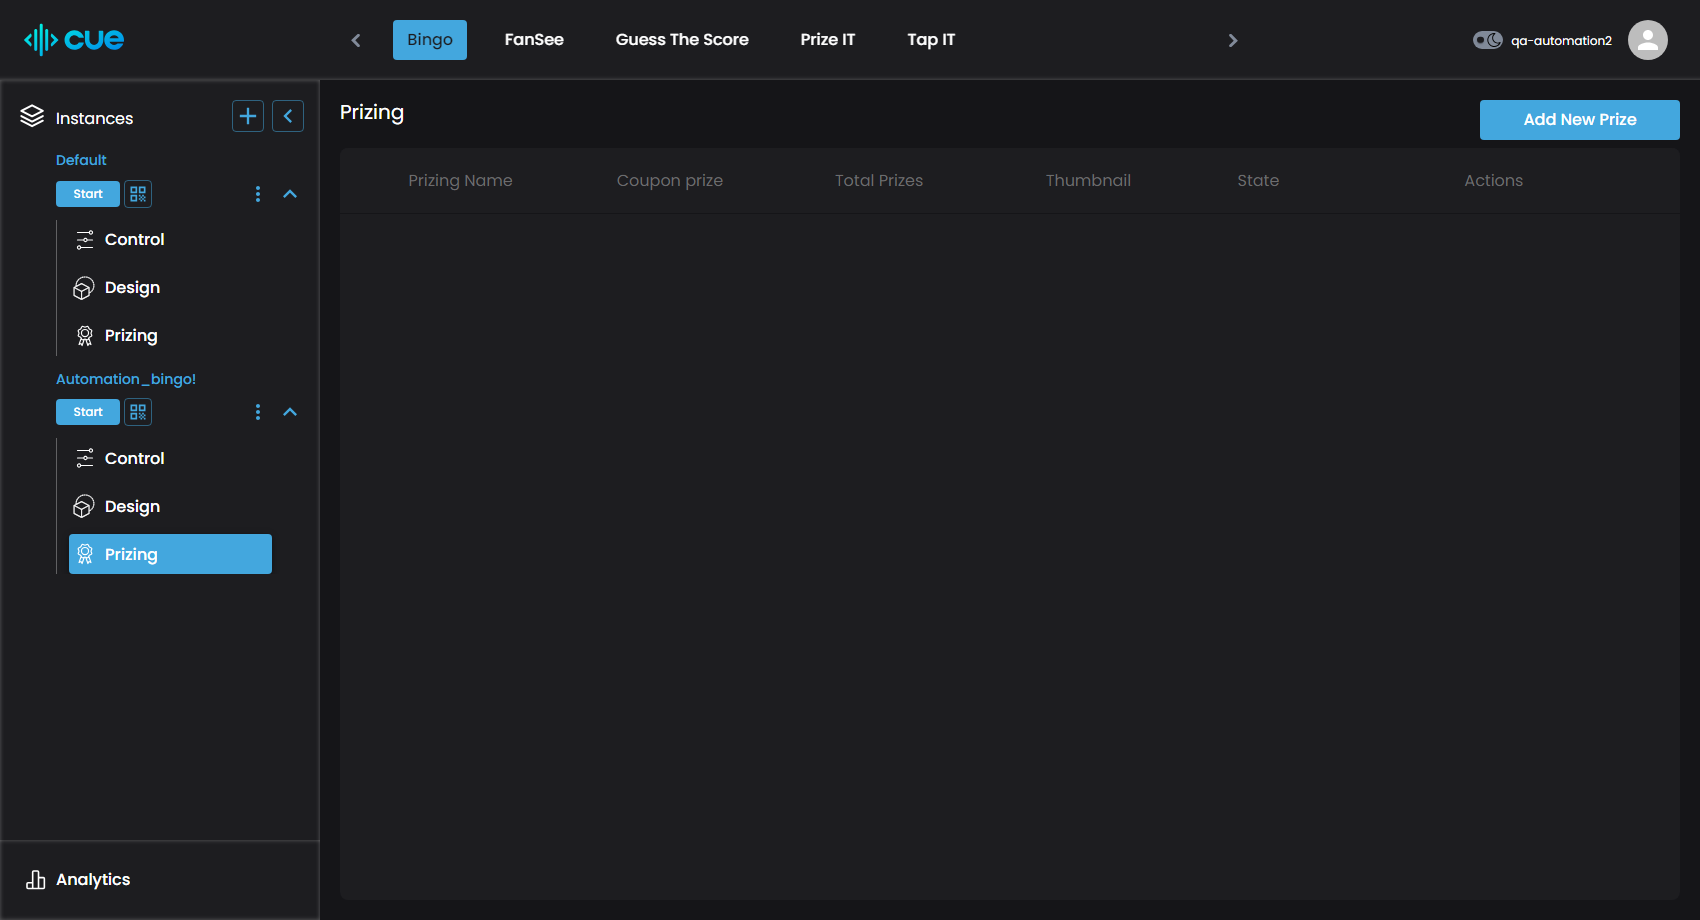 cue
Bingo
FanSee
Guess The Score
Prize IT
Tap IT
qa-automation2
Instances
Default
Start
Control
Design
Prizing
Automation_bingo!
Start
Control
Design
Prizing
Analytics
Prizing
Add New Prize
Prizing Name
Coupon prize
Total Prizes
Thumbnail
State
Actions